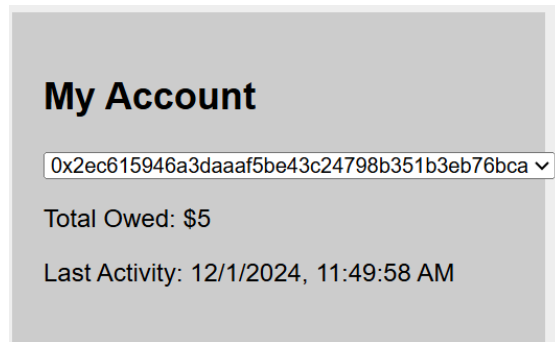 My Account
0x2ec615946a3daaaf5be43c24798b351b3eb76bca
Total Owed: $5
Last Activity: 12/1/2024, 11:49:58 AM